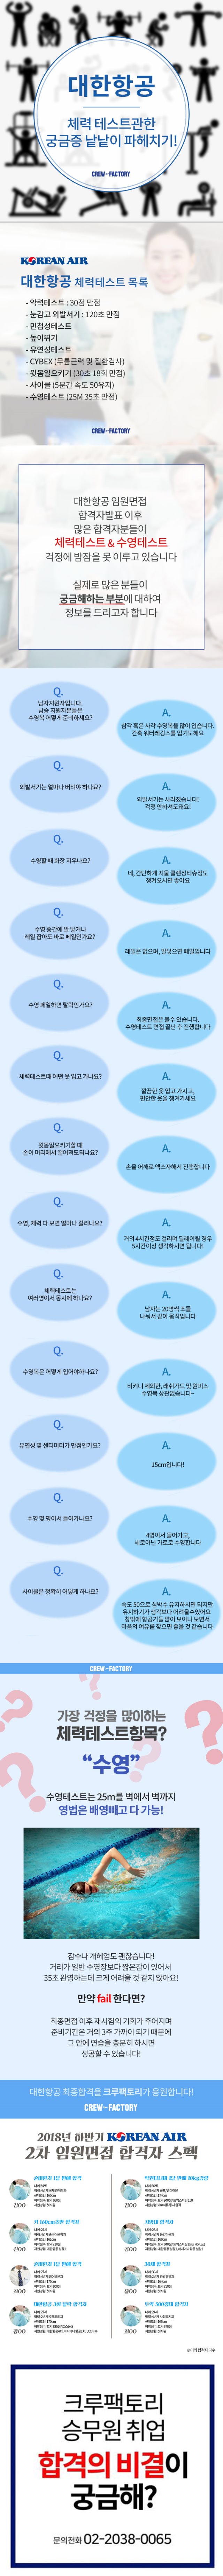 대한항공
체력 테스트관한
궁금증 낱낱이 파헤치기!
CREW-FACTORY
KOREAN AIR
대한항공 체력테스트 목록
- 악력테스트 : 30점 만점
- 눈감고 외발서기 : 120초 만점
- 민첩성테스트
- 높이뛰기
- 유연성테스트
- CYBEX (무릎근력 및 질환검사)
- 윗몸일으키기 (30초 18회 만점)
- 사이클 (5분간 속도 50유지)
- 수영테스트 (25M 35초 만점)
CREW-FACTORY
대한항공 임원면접
합격자발표 이후
많은 합격자분들이
체력테스트 & 수영테스트
걱정에 밤잠을 못 이루고 있습니다
실제로 많은 분들이
궁금해하는 부분에 대하여
정보를 드리고자 합니다
Q.
남자지원자입니다.
남승 지원자분들은
수영복 어떻게 준비하세요?
A.
삼각 혹은 사각 수영복을 많이 입습니다.
간혹 워터레깅스를 입기도해요
Q.
외발서기는 얼마나 버텨야 하나요?
A.
외발서기는 사라졌습니다!
걱정 안하셔도돼요!
Q.
수영할 때 화장 지우나요?
A.
네, 간단하게 지울 클렌징티슈정도
챙겨오시면 좋아요
Q.
수영 중간에 발 닿거나
레일 잡아도 바로 페일인가요?
A.
레일은 없으며, 발닿으면 페일입니다
Q.
수영 페일하면 탈락인가요?
A.
최종면접은 볼수 있습니다.
수영테스트 면접 끝난 후 진행합니다
Q.
체력테스트때 어떤 옷 입고 가나요?
A.
깔끔한 옷 입고 가시고,
편안한 옷을 챙겨가세요
Q.
윗몸일으키기할 때
손이 머리에서 떨어져도되나요?
A.
손을 어깨로 엑스자해서 진행합니다
Q.
수영, 체력 다 보면 얼마나 걸리나요?
A.
거의 4시간정도 걸리며 딜레이될 경우
5시간이상 생각하시면 됩니다!
Q.
체력테스트는
여러명이서 동시에 하나요?
A.
남자는 20명씩 조를
나눠서 같이 움직입니다
Q.
수영복은 어떻게 입어야하나요?
A.
비키니 제외한, 래쉬가드 및 원피스
수영복 상관없습니다~
Q.
유연성 몇 센티미터가 만점인가요?
A.
15cm입니다!
Q.
수영 몇 명이서 들어가나요?
A.
4명이서 들어가고,
세로아닌 가로로 수영합니다
Q.
사이클은 정확히 어떻게 하나요?
A.
속도 50으로 심박수 유지하시면 되지만
유지하기가 생각보다 어려울수있어요
창밖에 항공기들 많이 보이니 보면서
마음의 여유를 찾으면 좋을 것 같습니다
CREW-FACTORY
가장 걱정을 많이하는
체력테스트항목?
“수영”
수영테스트는 25m를 벽에서 벽까지
영법은 배영빼고 다 가능!
잠수나 개헤엄도 괜찮습니다!
거리가 일반 수영장보다 짧은감이 있어서
35초 완영하는데 크게 어려울 것 같지 않아요!
만약 fail 한다면?
최종면접 이후 재시험의 기회가 주어지며
준비기간은 거의 3주 가까이 되기 때문에
그 안에 연습을 충분히 하시면
성공할 수 있습니다!
대한항공 최종합격을 크루팩토리가 응원합니다!
CREW-FACTORY
2018년 하반기 KOREAN AIR
2차 임원면접 합격자 스펙
크루팩토리
승무원 취업
합격의 비결이
궁금해?
문의전화 02-2038-0065